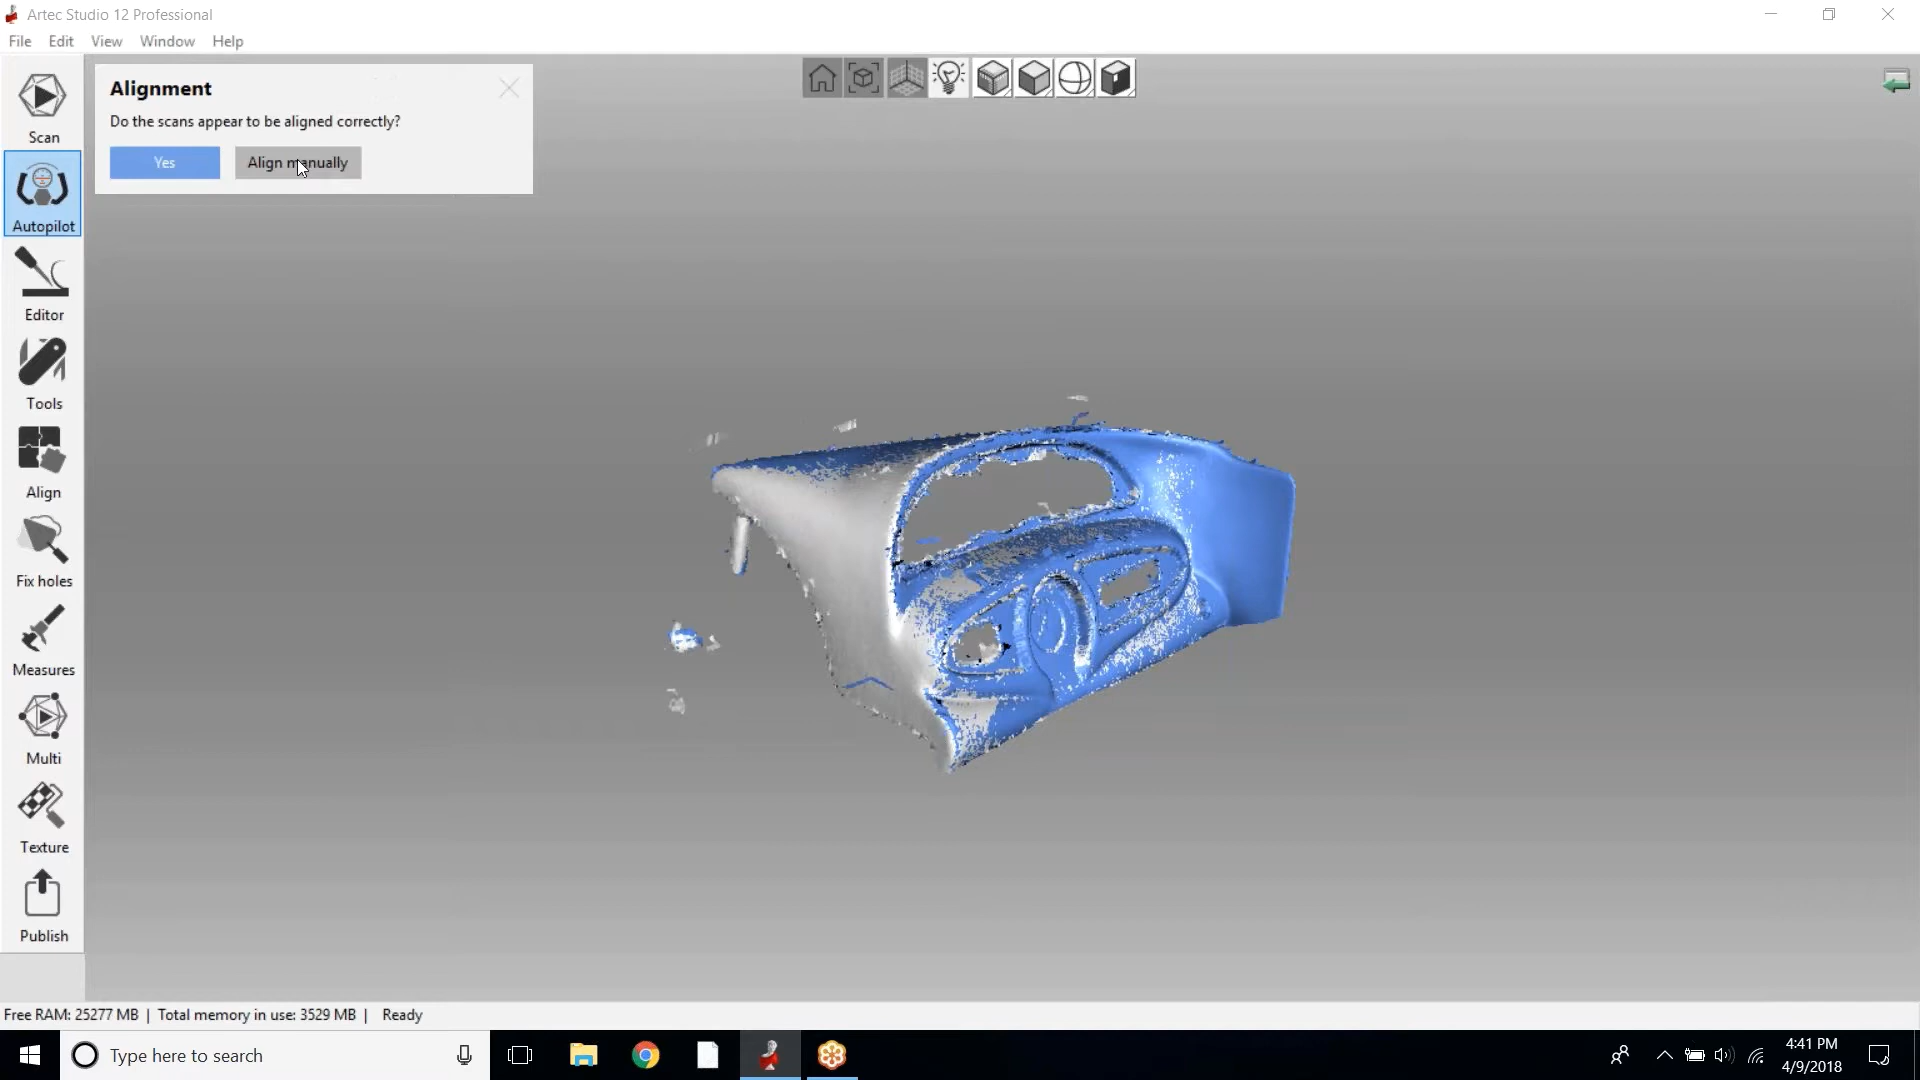 Artec Studio 12 Professional
File Edit View Window Help
Alignment
Do the scans appear to be aligned correctly?
Yes Align manually
Scan
Autopilot
Editor
Tools
Align
Fix holes
Measures
Multi
Texture
Publish
Free RAM: 25277 MB | Total memory in use: 3529 MB | Ready
Type here to search
4:41 PM
4/9/2018